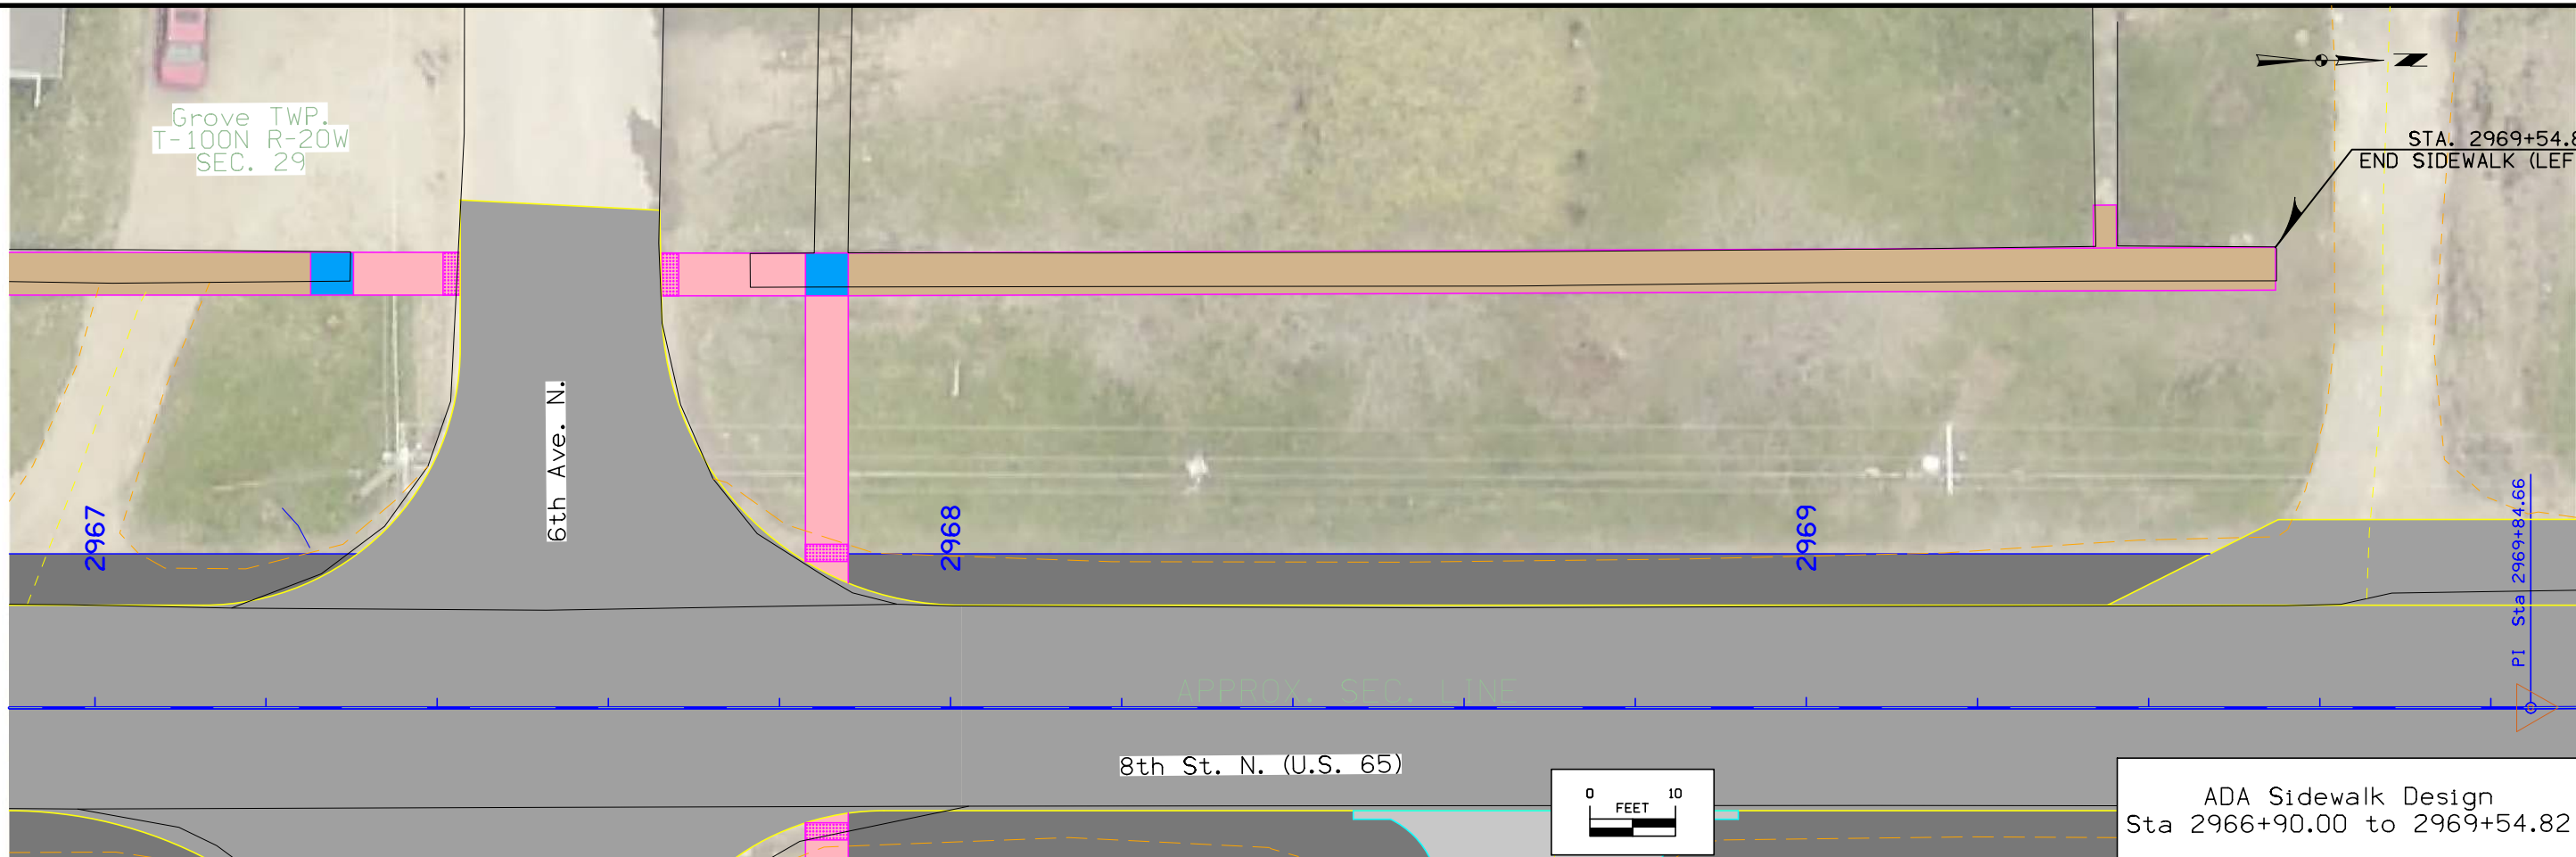 Grove TWP.
T-100N R-20W
SEC. 29
STA. 2969+54.8
END SIDEWALK (LEF
6th Ave. N.
2967
2968
2969
PI Sta 2969+84.66
APPROX. SEC. LINE
8th St. N. (U.S. 65)
0 10
FEET
ADA Sidewalk Design
Sta 2966+90.00 to 2969+54.82